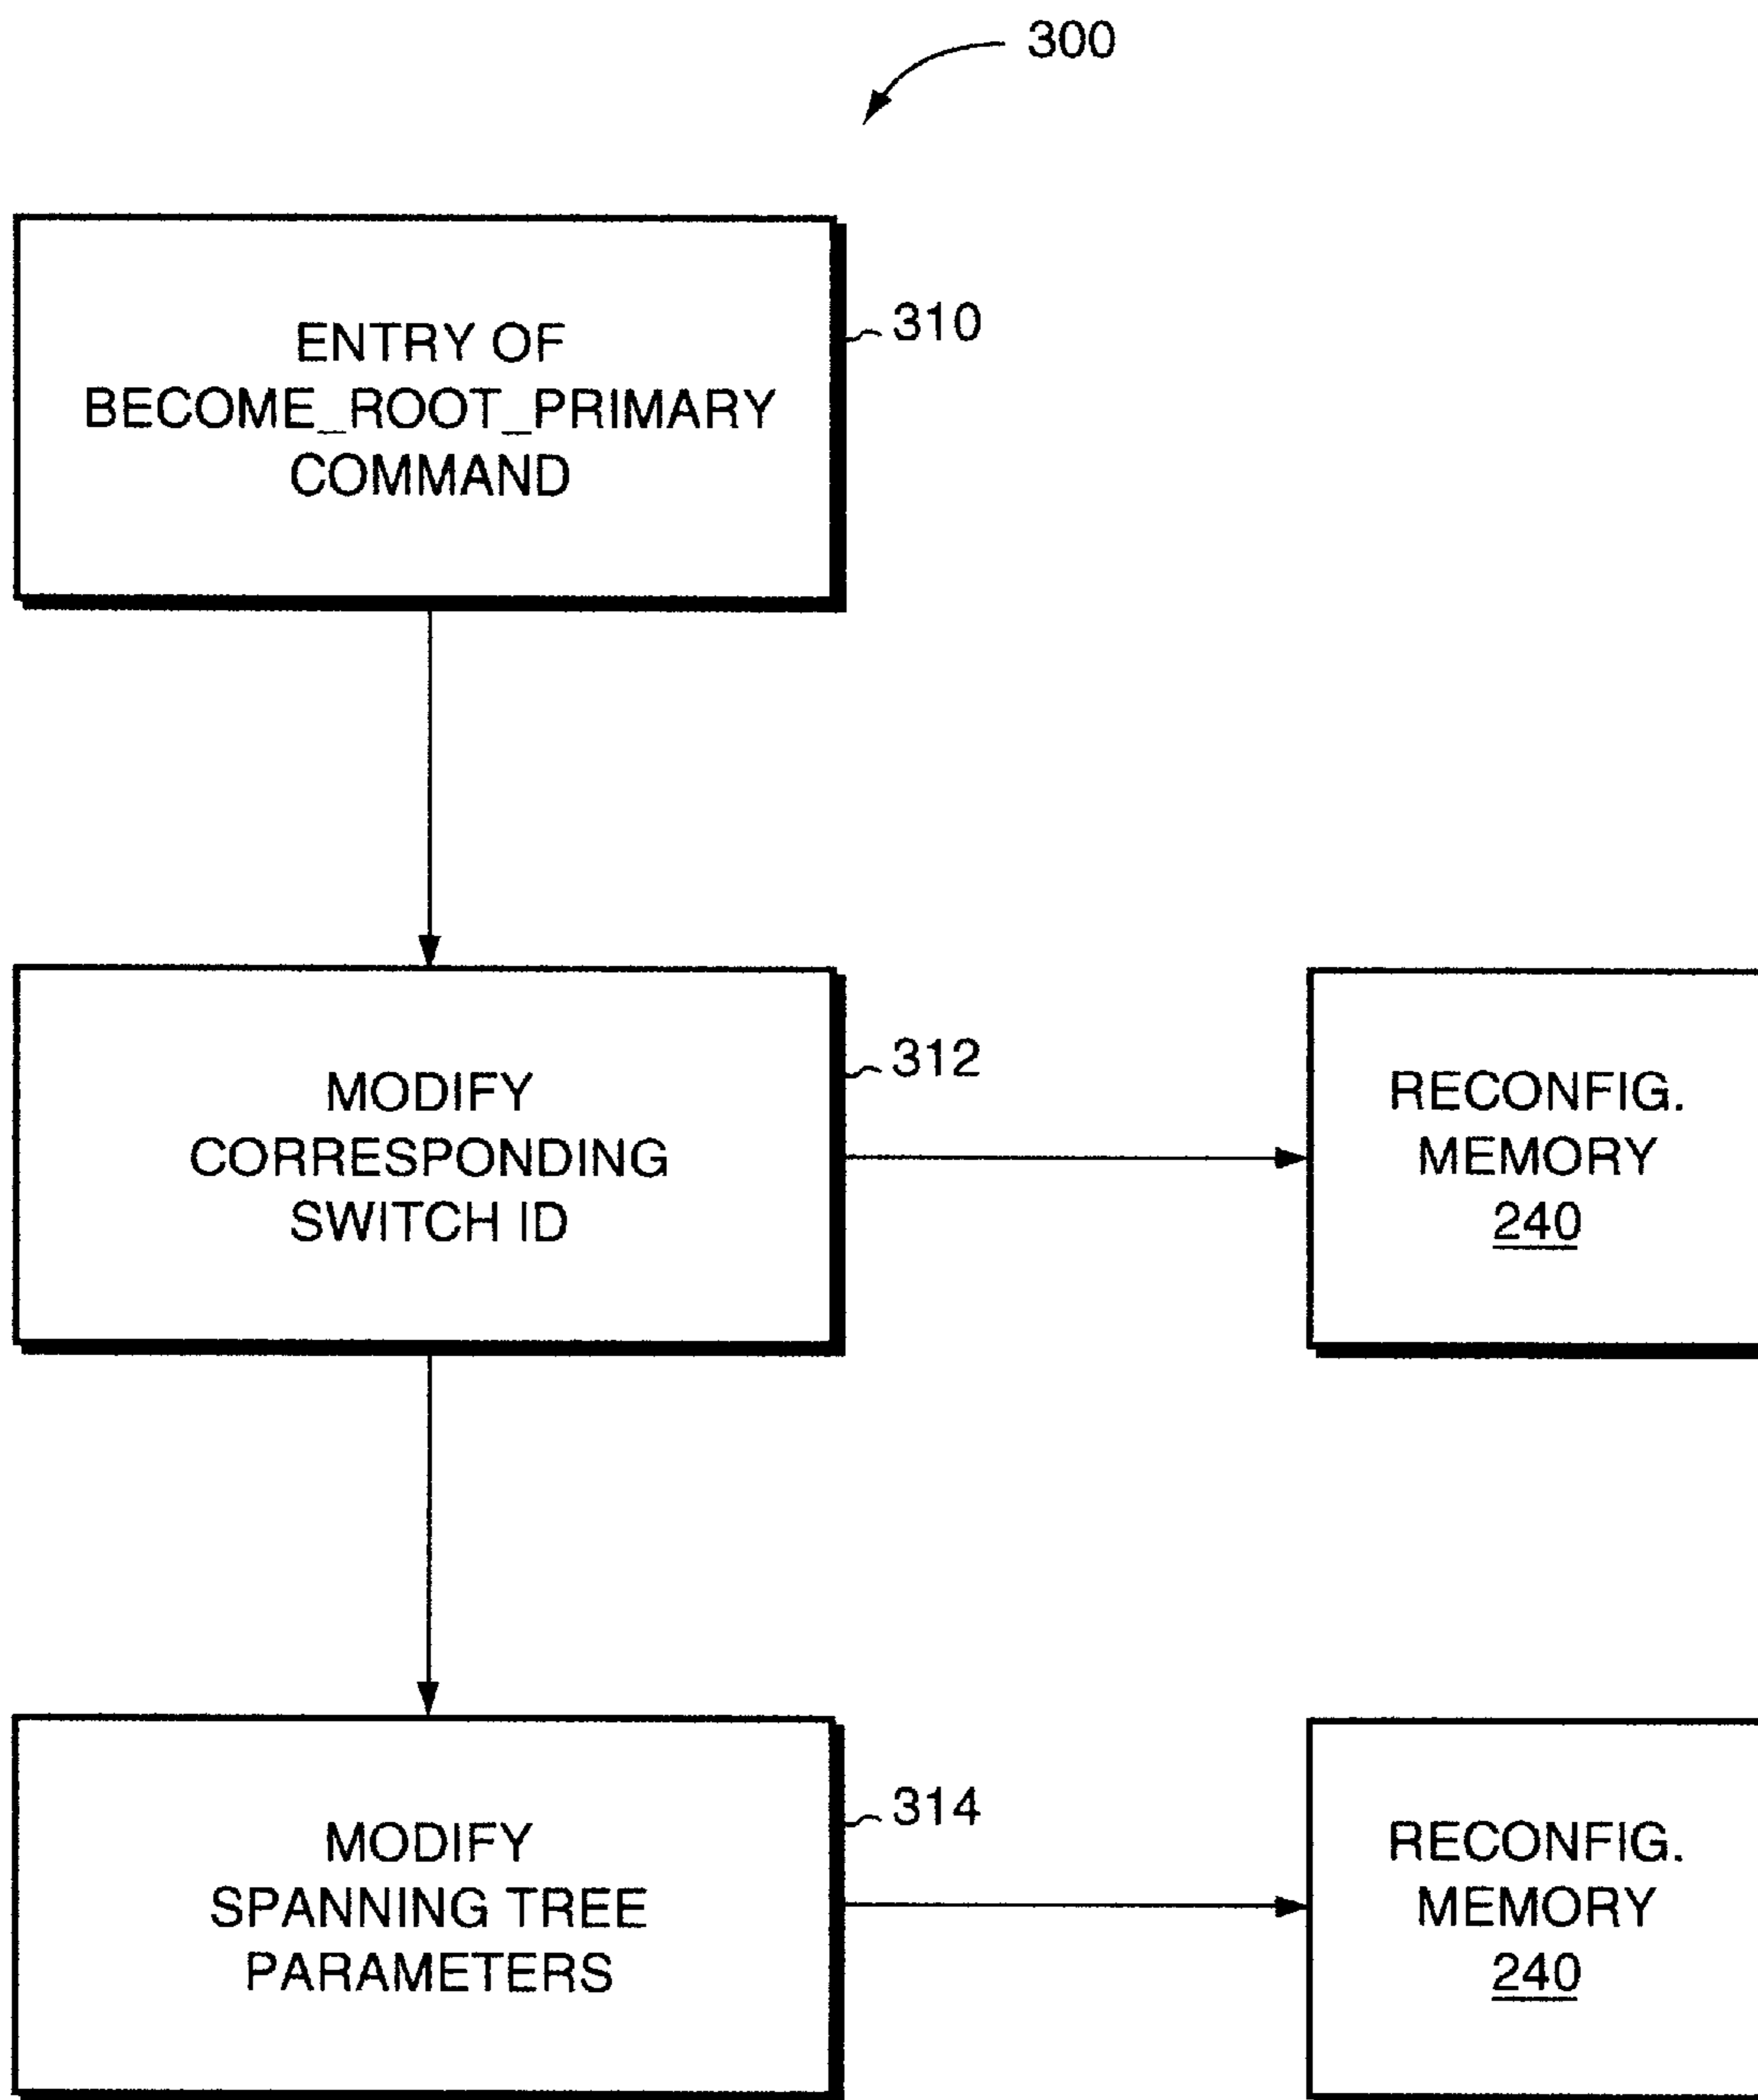 300
ENTRY OF
BECOME_ROOT_PRIMARY
COMMAND
310
MODIFY
CORRESPONDING
SWITCH ID
312
RECONFIG.
MEMORY
240
MODIFY
SPANNING TREE
PARAMETERS
314
RECONFIG.
MEMORY
240